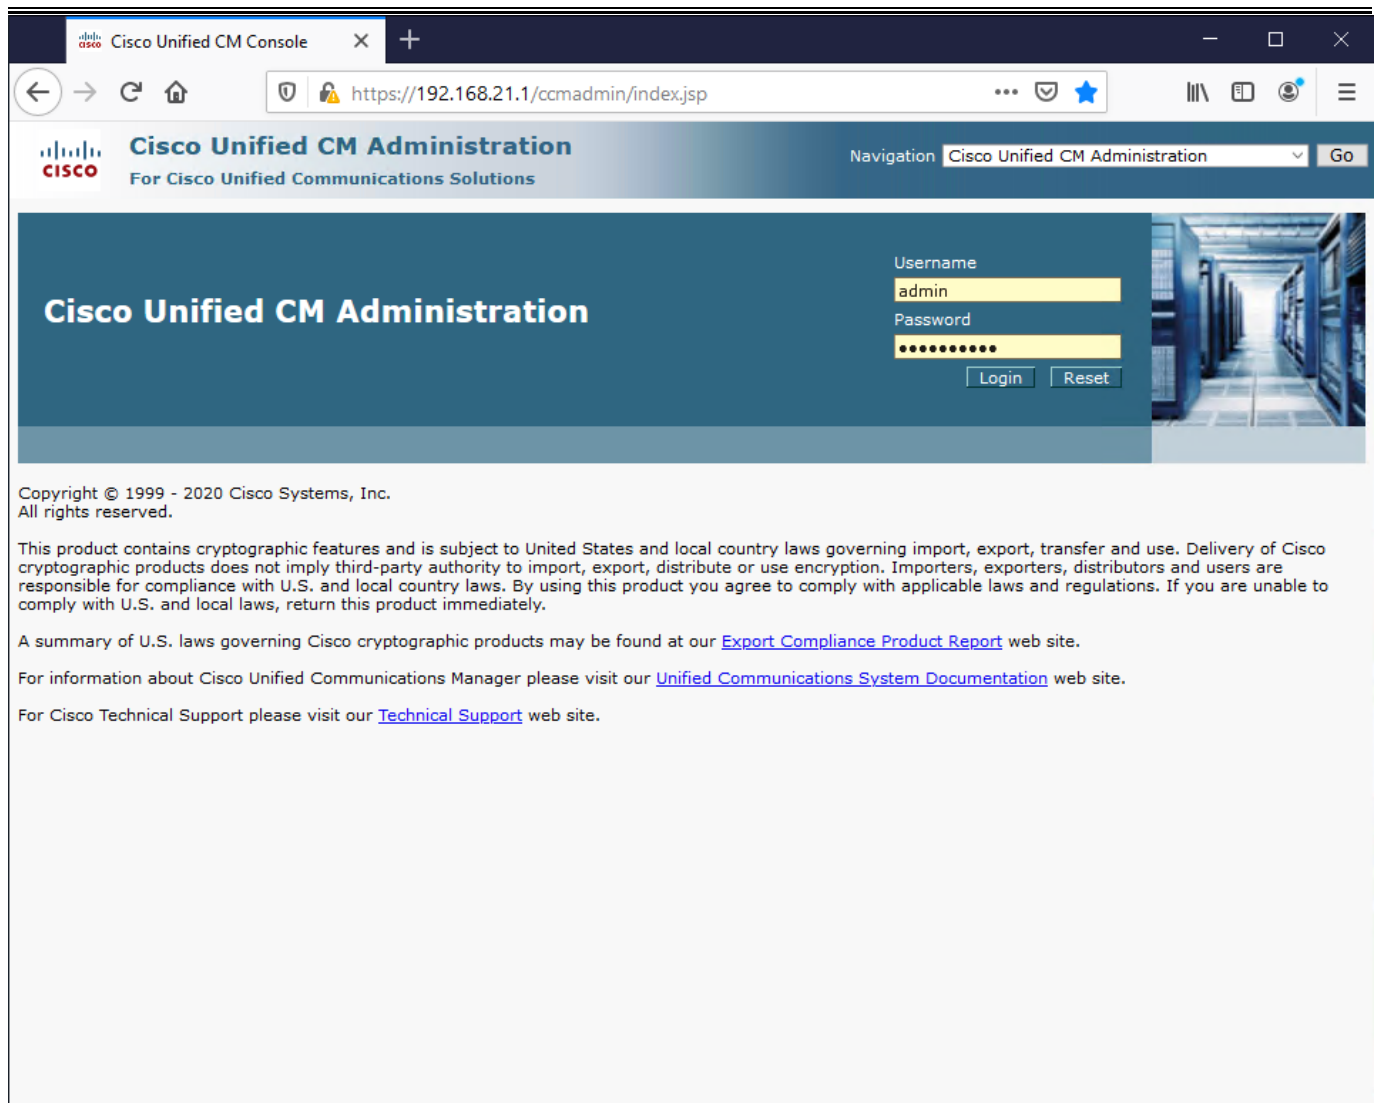 cisco Cisco Unified CM Console
https://192.168.21.1/ccmadmin/index.jsp
cisco
Cisco Unified CM Administration
For Cisco Unified Communications Solutions
Navigation Cisco Unified CM Administration Go
Cisco Unified CM Administration
Username
admin
Password
••••••••••
Login Reset
Copyright © 1999 - 2020 Cisco Systems, Inc.
All rights reserved.
This product contains cryptographic features and is subject to United States and local country laws governing import, export, transfer and use. Delivery of Cisco
cryptographic products does not imply third-party authority to import, export, distribute or use encryption. Importers, exporters, distributors and users are
responsible for compliance with U.S. and local country laws. By using this product you agree to comply with applicable laws and regulations. If you are unable to
comply with U.S. and local laws, return this product immediately.
A summary of U.S. laws governing Cisco cryptographic products may be found at our Export Compliance Product Report web site.
For information about Cisco Unified Communications Manager please visit our Unified Communications System Documentation web site.
For Cisco Technical Support please visit our Technical Support web site.